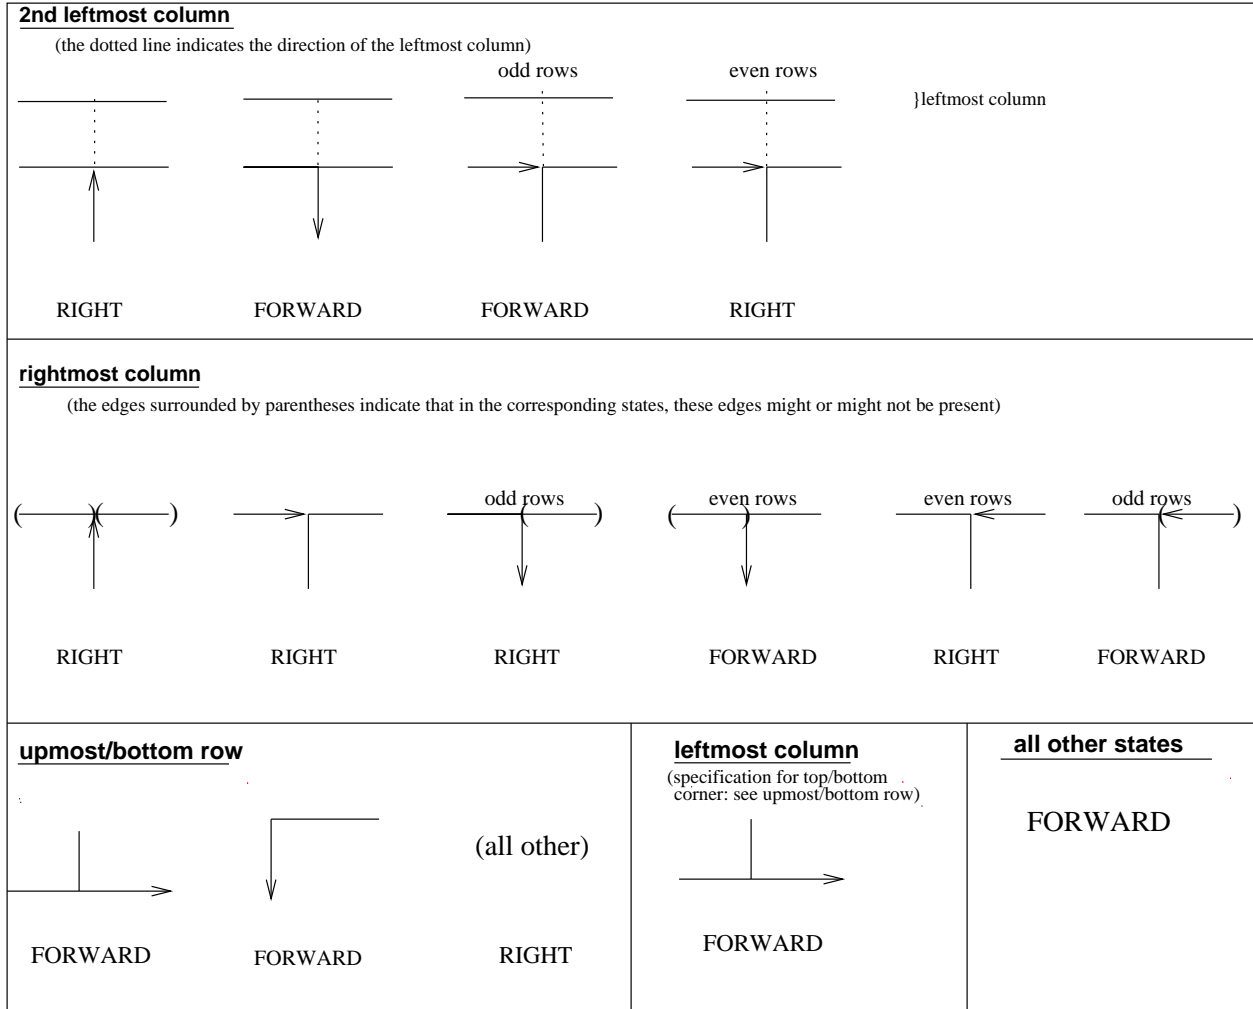 2nd leftmost column
(the dotted line indicates the direction of the leftmost column)
odd rows even rows
}leftmost column
RIGHT FORWARD FORWARD RIGHT
rightmost column
(the edges surrounded by parentheses indicate that in the corresponding states, these edges might or might not be present)
odd rows even rows even rows odd rows
( )( ) ( ) ( ) ( )
RIGHT RIGHT RIGHT FORWARD RIGHT FORWARD
upmost/bottom row
(all other)
FORWARD FORWARD RIGHT
leftmost column
(specification for top/bottom
corner: see upmost/bottom row)
FORWARD
all other states
FORWARD